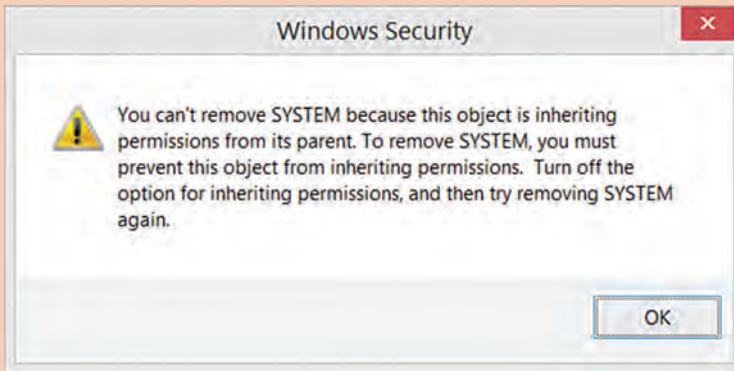 Windows Security
You can't remove SYSTEM because this object is inheriting
permissions from its parent. To remove SYSTEM, you must
prevent this object from inheriting permissions.  Turn off the
option for inheriting permissions, and then try removing SYSTEM
again.
OK